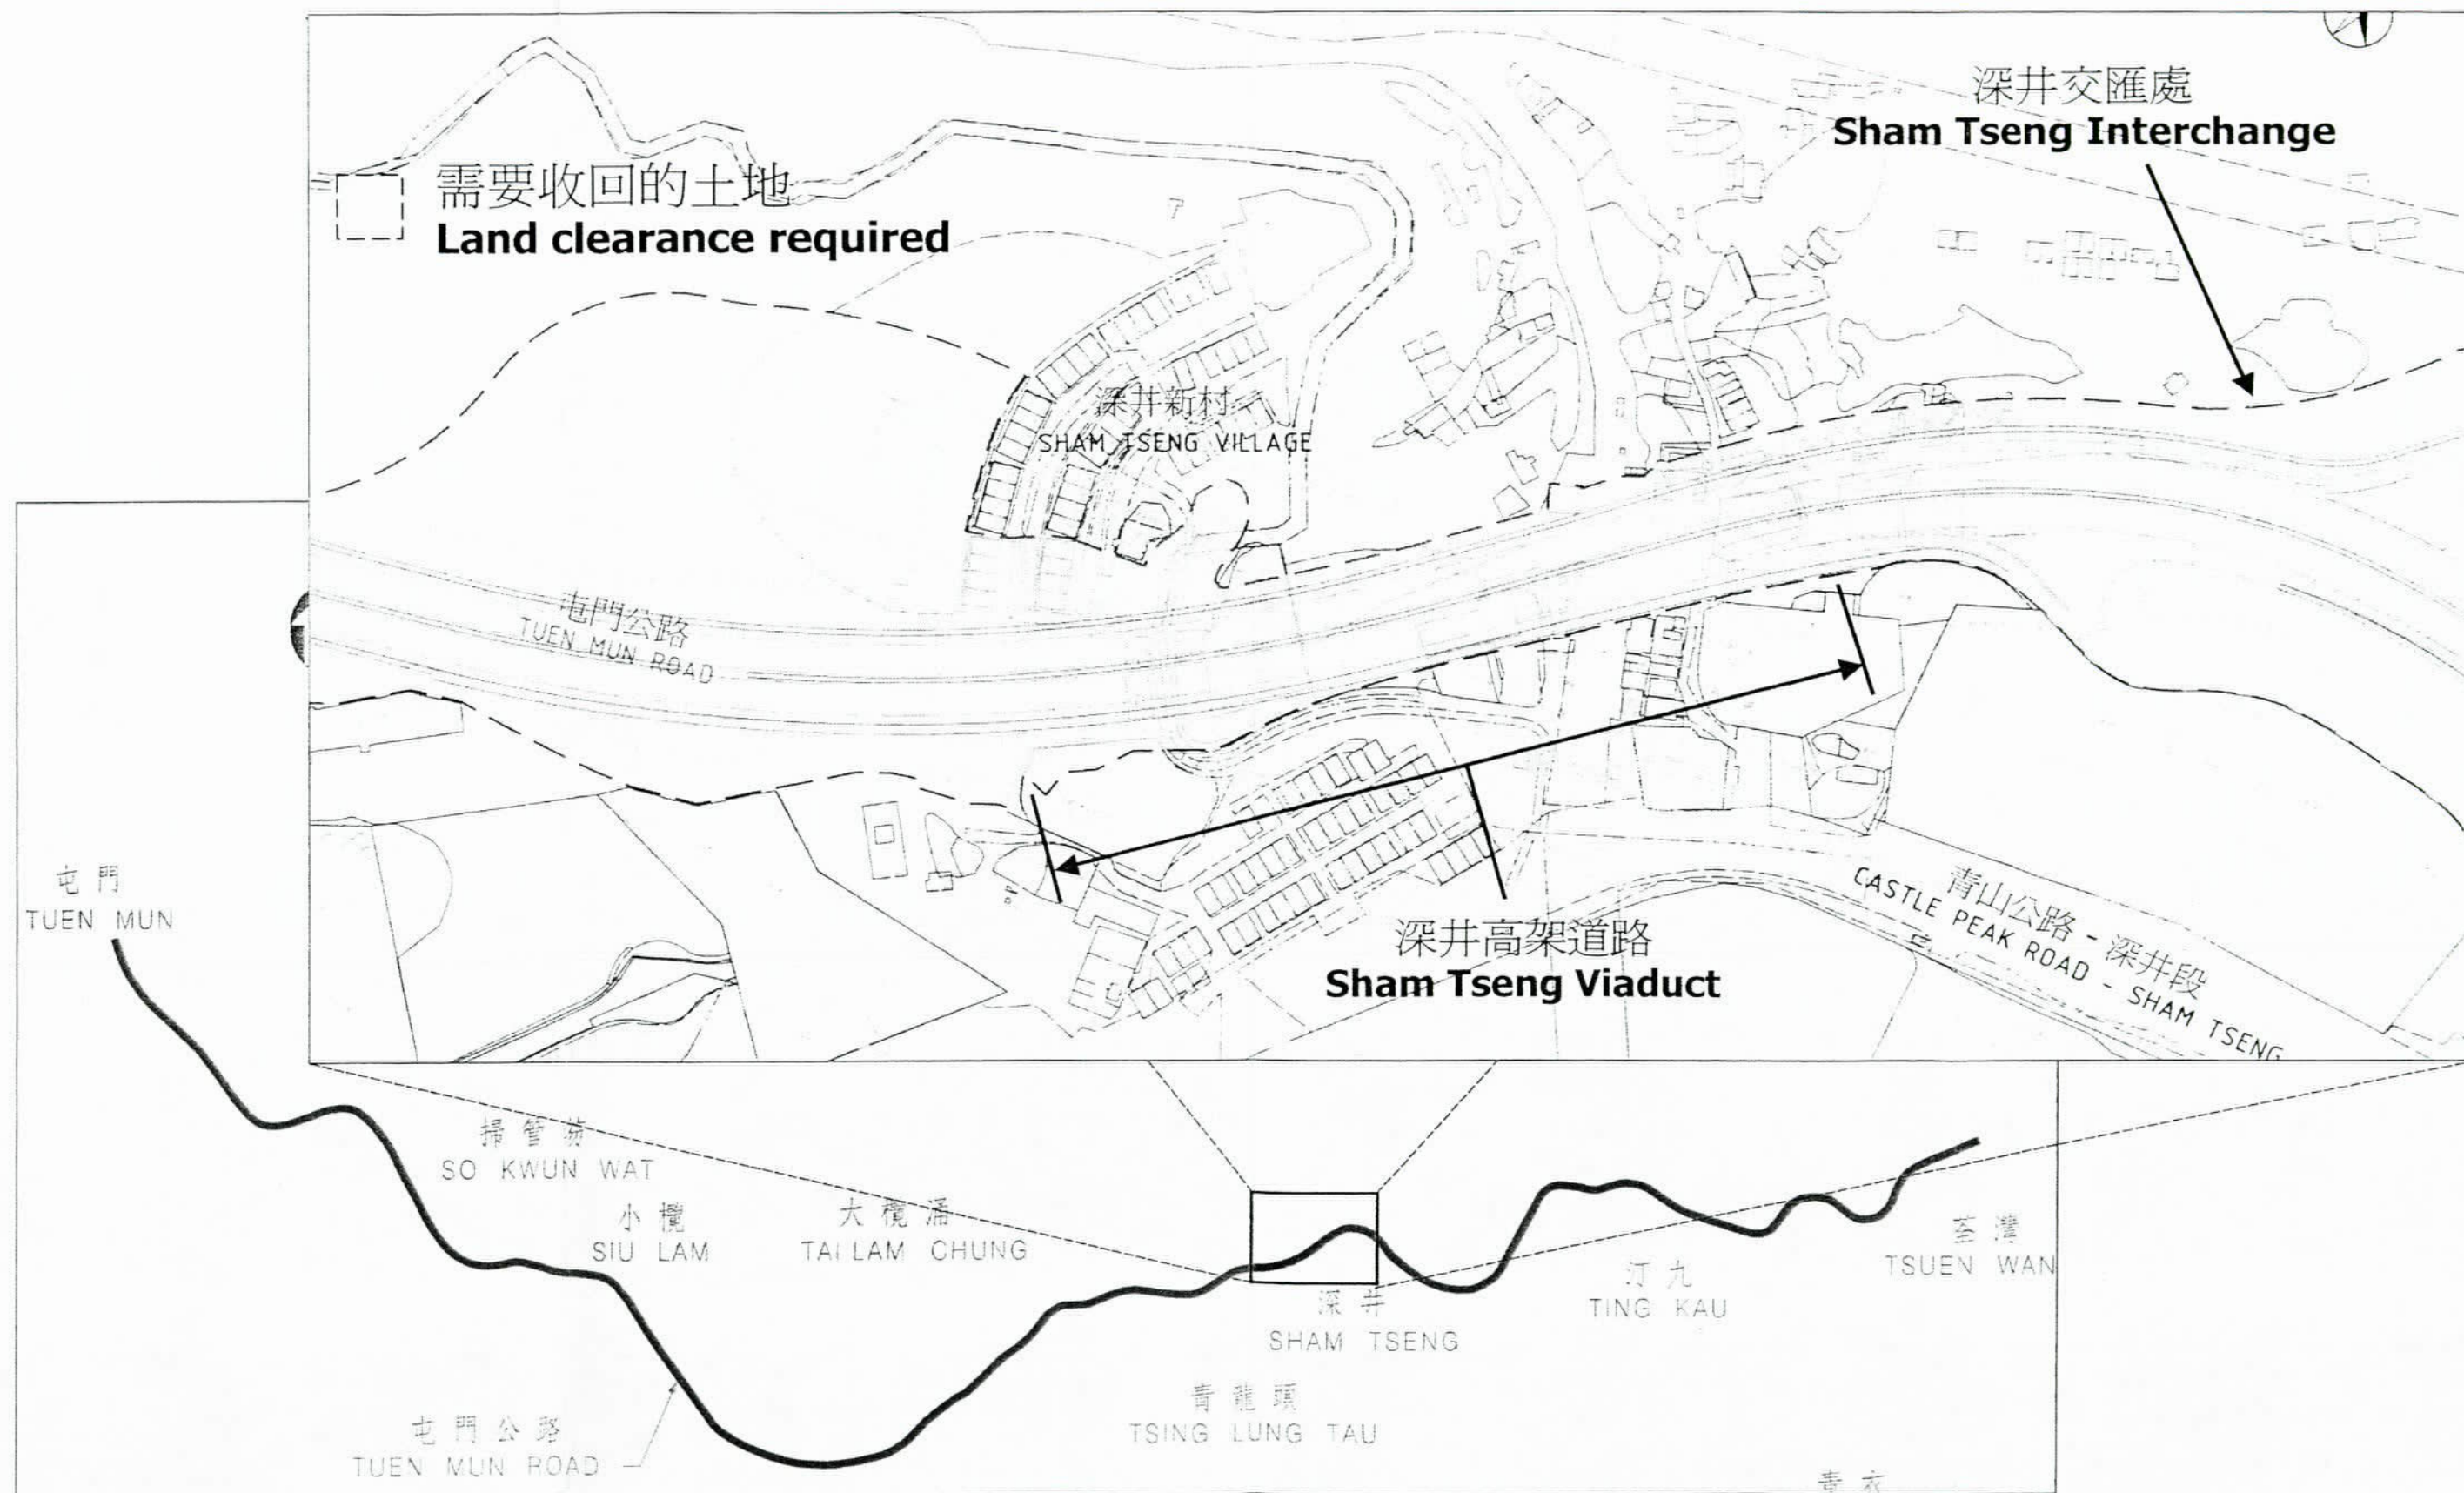 深井交匯處
Sham Tseng Interchange
需要收回的土地
Land clearance required
深井新村
SHAM TSENG VILLAGE
屯門公路
TUEN MUN ROAD
深井高架道路
Sham Tseng Viaduct
青山公路 - 深井段
CASTLE PEAK ROAD - SHAM TSENG
屯門
TUEN MUN
掃管笏
SO KWUN WAT
小欖
SIU LAM
大欖涌
TAI LAM CHUNG
荃灣
TSUEN WAN
汀九
TING KAU
深井
SHAM TSENG
青龍頭
TSING LUNG TAU
屯門公路
TUEN MUN ROAD
青衣